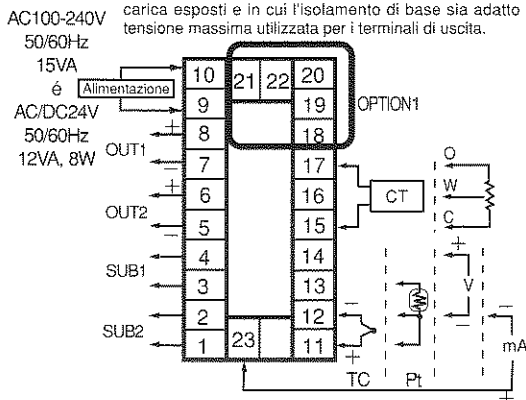 carica esposti e in cui l'isolamento di base sia adatto
tensione massima utilizzata per i terminali di uscita.
AC100-240V
50/60Hz
15VA
é
AC/DC24V
50/60Hz
12VA, 8W
Alimentazione
10
9
8
7
6
5
4
3
2
1
21 22
23
20
19
18
17
16
15
14
13
12
11
OPTION1
+
OUT1
−
+
OUT2
−
SUB1
SUB2
CT
O
W
C
+
V
−
−
+
TC
Pt
−
mA
+